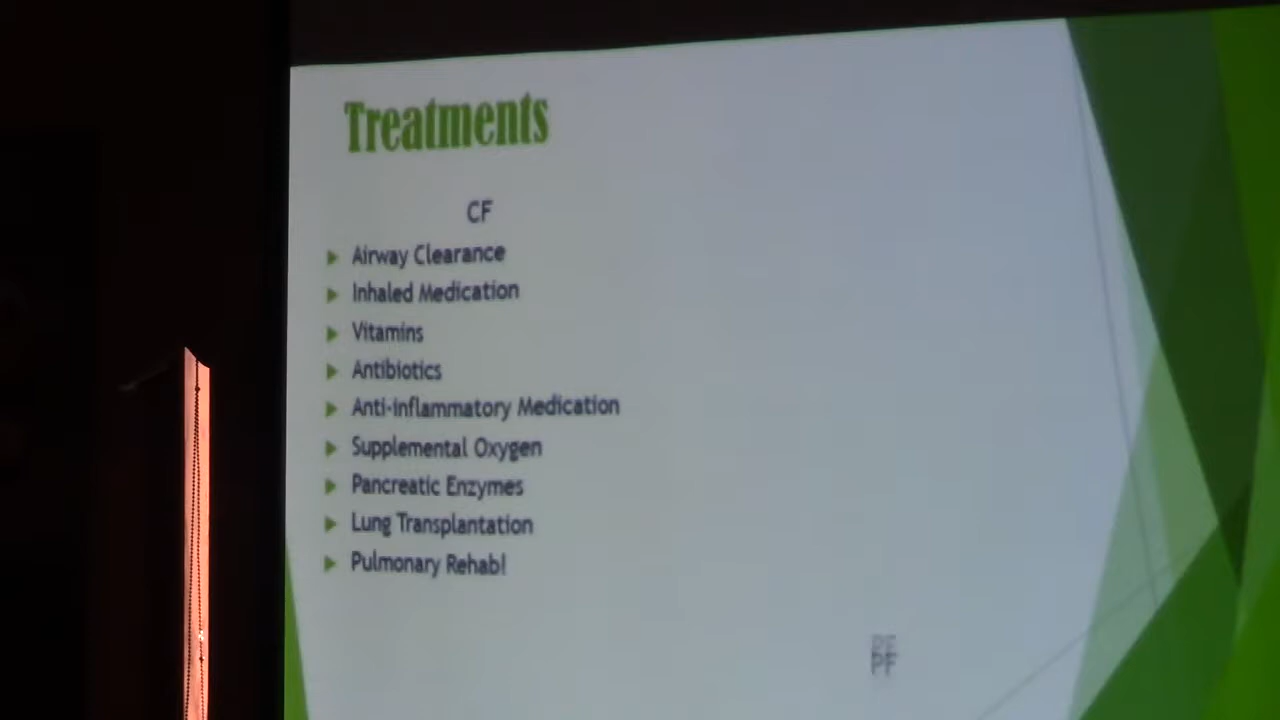 Treatments
CF
Airway Clearance
Inhaled Medication
Vitamins
Antibiotics
Anti-inflammatory Medication
Supplemental Oxygen
Pancreatic Enzymes
Lung Transplantation
Pulmonary Rehab!
PF